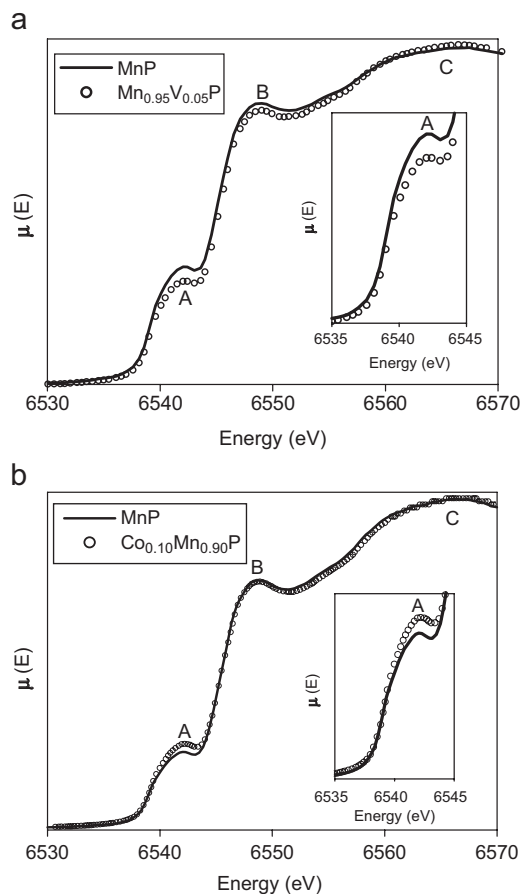 a
MnP
Mn0.95V0.05P
B
C
A
μ (E)
A
μ (E)
6535 6540 6545
Energy (eV)
6530 6540 6550 6560 6570
Energy (eV)
b
MnP
Co0.10Mn0.90P
B
C
A
μ (E)
A
μ (E)
6535 6540 6545
Energy (eV)
6530 6540 6550 6560 6570
Energy (eV)